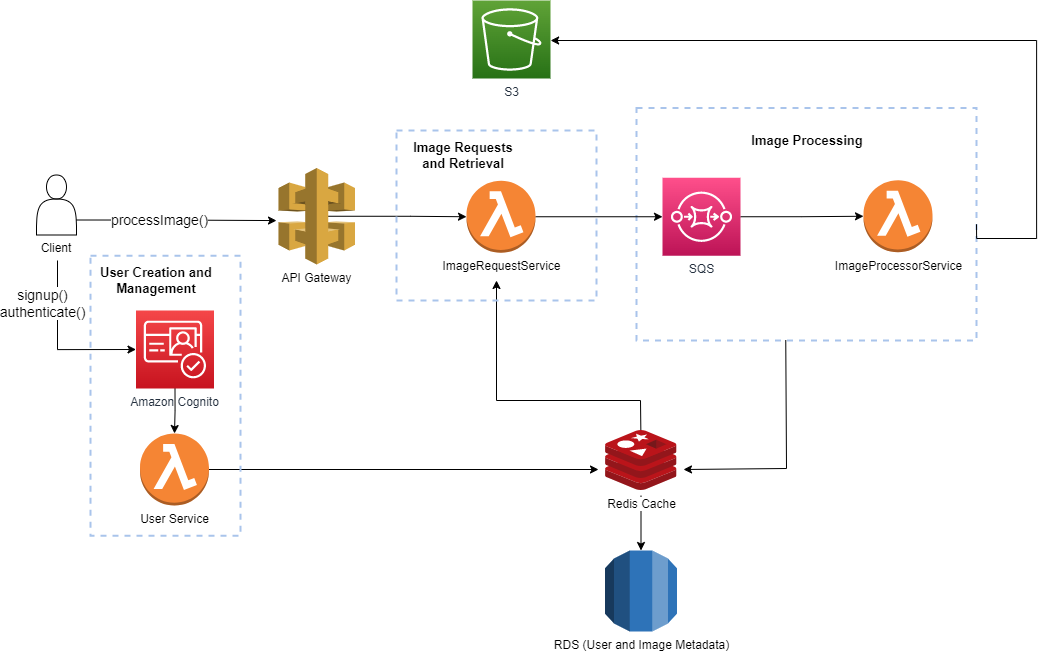 S3
Image Processing
Image Requests
and Retrieval
processImage()
Client
API Gateway
ImageRequestService
SQS
ImageProcessorService
User Creation and
Management
signup()
authenticate()
Amazon Cognito
User Service
Redis Cache
RDS (User and Image Metadata)